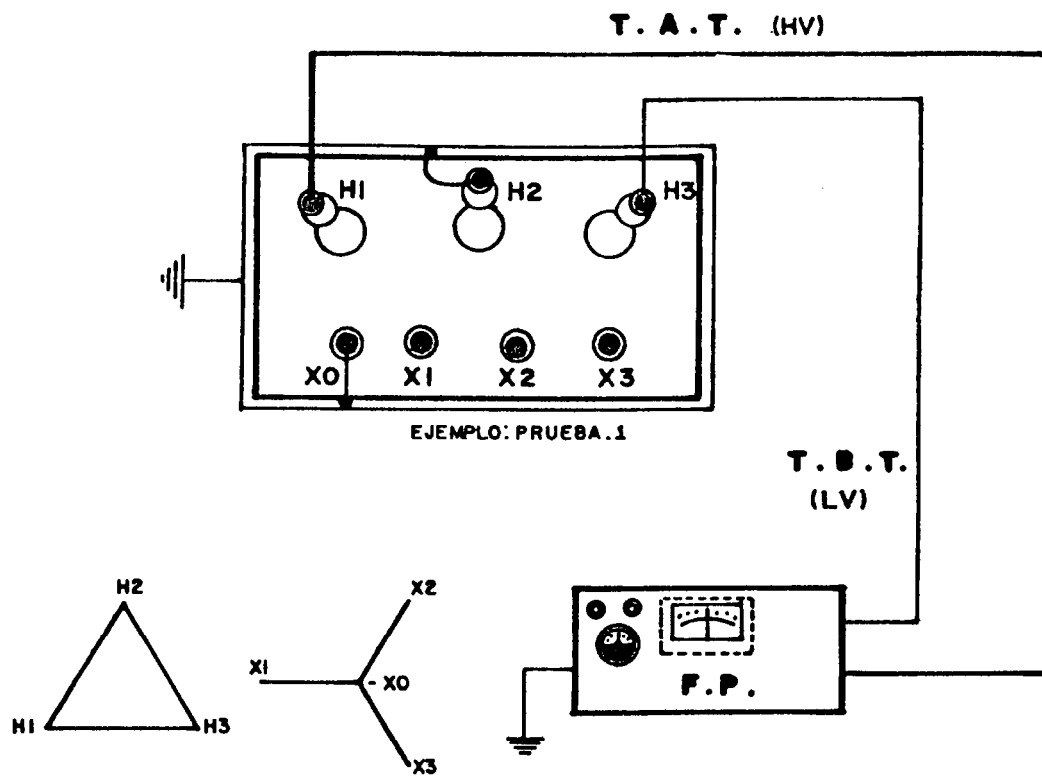 T. A. T. (HV)
H1
H2
H3
X0
X1
X2
X3
EJEMPLO: PRUEBA.1
T. B. T.
(LV)
H2
H1
H3
X2
X1
- X0
X3
F.P.